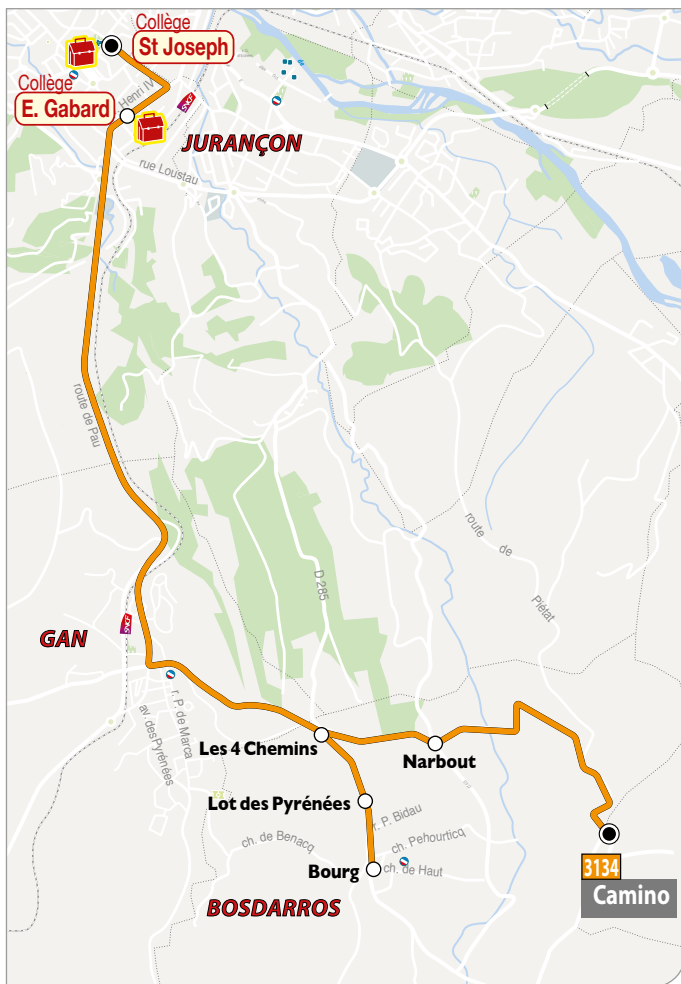 Collège
St Joseph
Collège
E. Gabard
Henri IV
SNCF
JURANÇON
rue Loustau
route de Pau
route de Piétat
D 285
SNCF
GAN
r. P. de Marca
av. des Pyrénées
Les 4 Chemins
Narbout
Lot des Pyrénées
r. P. Bidau
ch. de Benacq
ch. Pehourticq
Bourg
ch. de Haut
3134
Camino
BOSDARROS